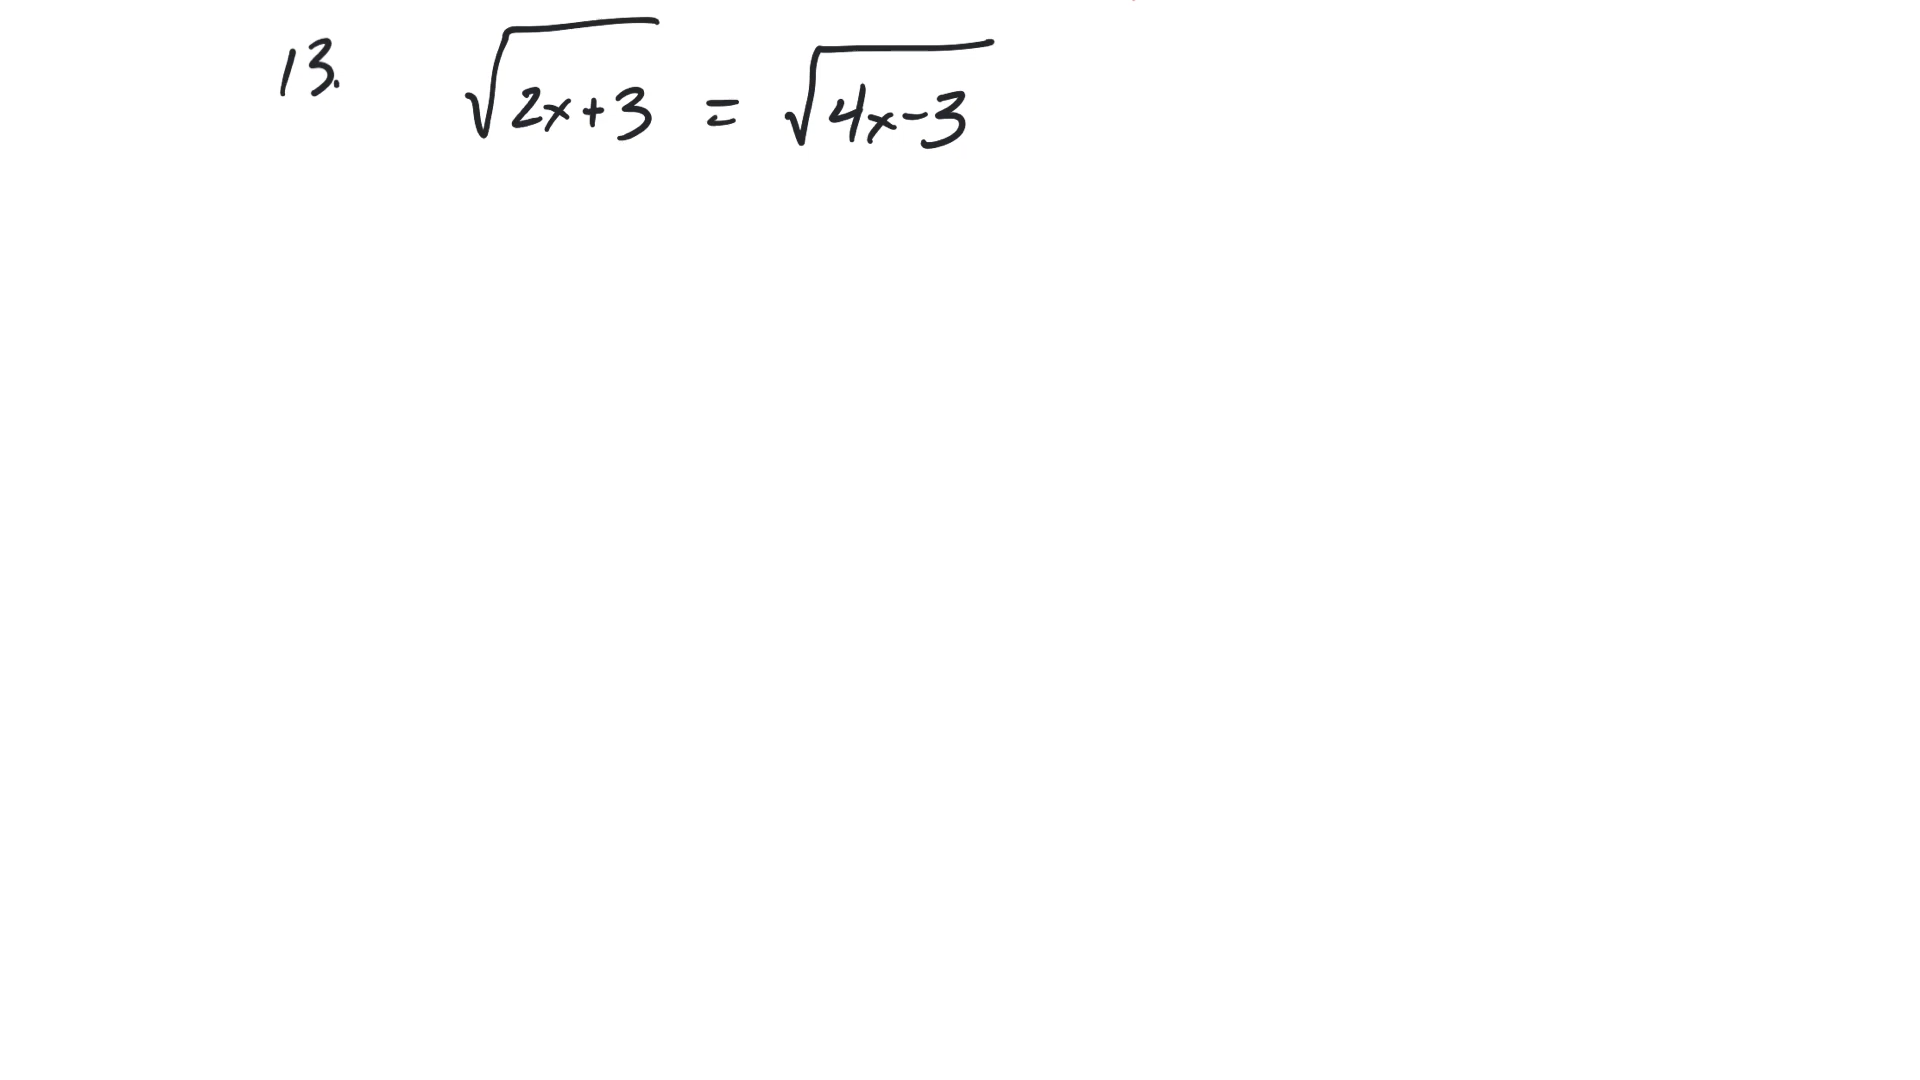 13. √(2x+3) = √(4x-3)